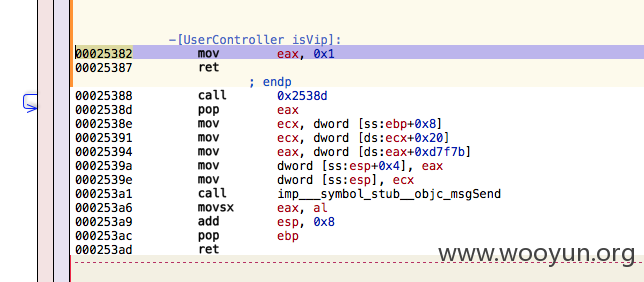 -[UserController isVip]:
00025382 mov eax, 0x1
00025387 ret
; endp
00025388 call 0x2538d
0002538d pop eax
0002538e mov ecx, dword [ss:ebp+0x8]
00025391 mov ecx, dword [ds:ecx+0x20]
00025394 mov eax, dword [ds:eax+0xd7f7b]
0002539a mov dword [ss:esp+0x4], eax
0002539e mov dword [ss:esp], ecx
000253a1 call imp___symbol_stub__objc_msgSend
000253a6 movsx eax, al
000253a9 add esp, 0x8
000253ac pop ebp
000253ad ret
www.wooyun.org